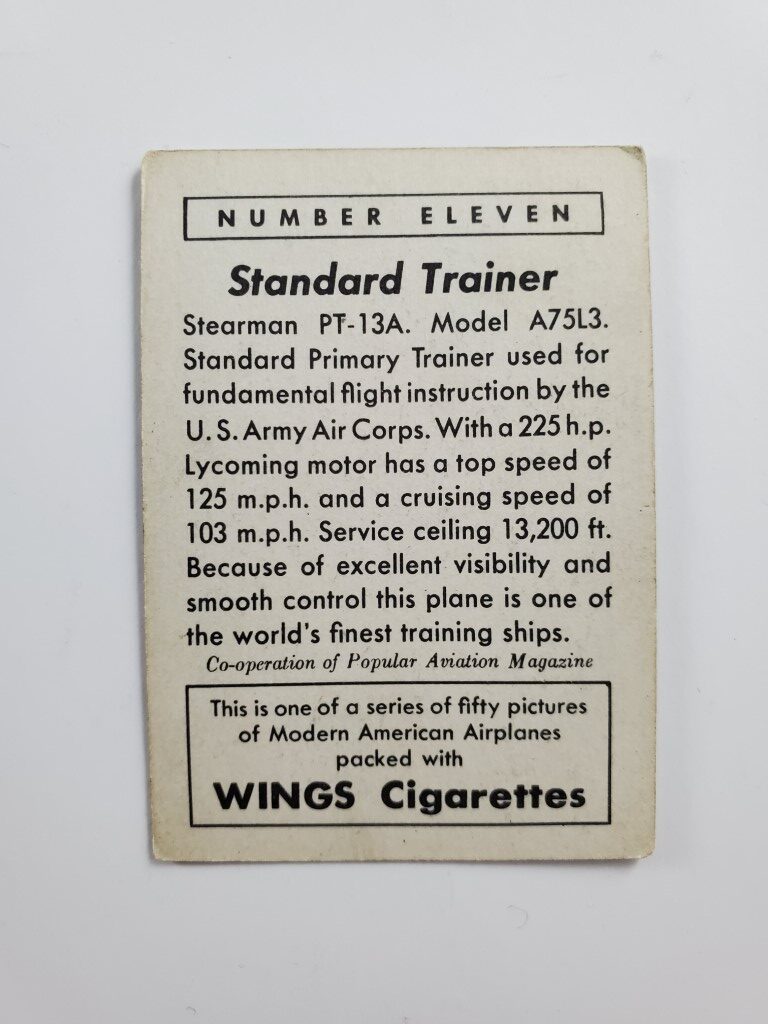 NUMBER ELEVEN
Standard Trainer
Stearman PT-13A. Model A75L3.
Standard Primary Trainer used for
fundamental flight instruction by the
U. S. Army Air Corps. With a 225 h.p.
Lycoming motor has a top speed of
125 m.p.h. and a cruising speed of
103 m.p.h. Service ceiling 13,200 ft.
Because of excellent visibility and
smooth control this plane is one of
the world's finest training ships.
Co-operation of Popular Aviation Magazine
This is one of a series of fifty pictures
of Modern American Airplanes
packed with
WINGS Cigarettes